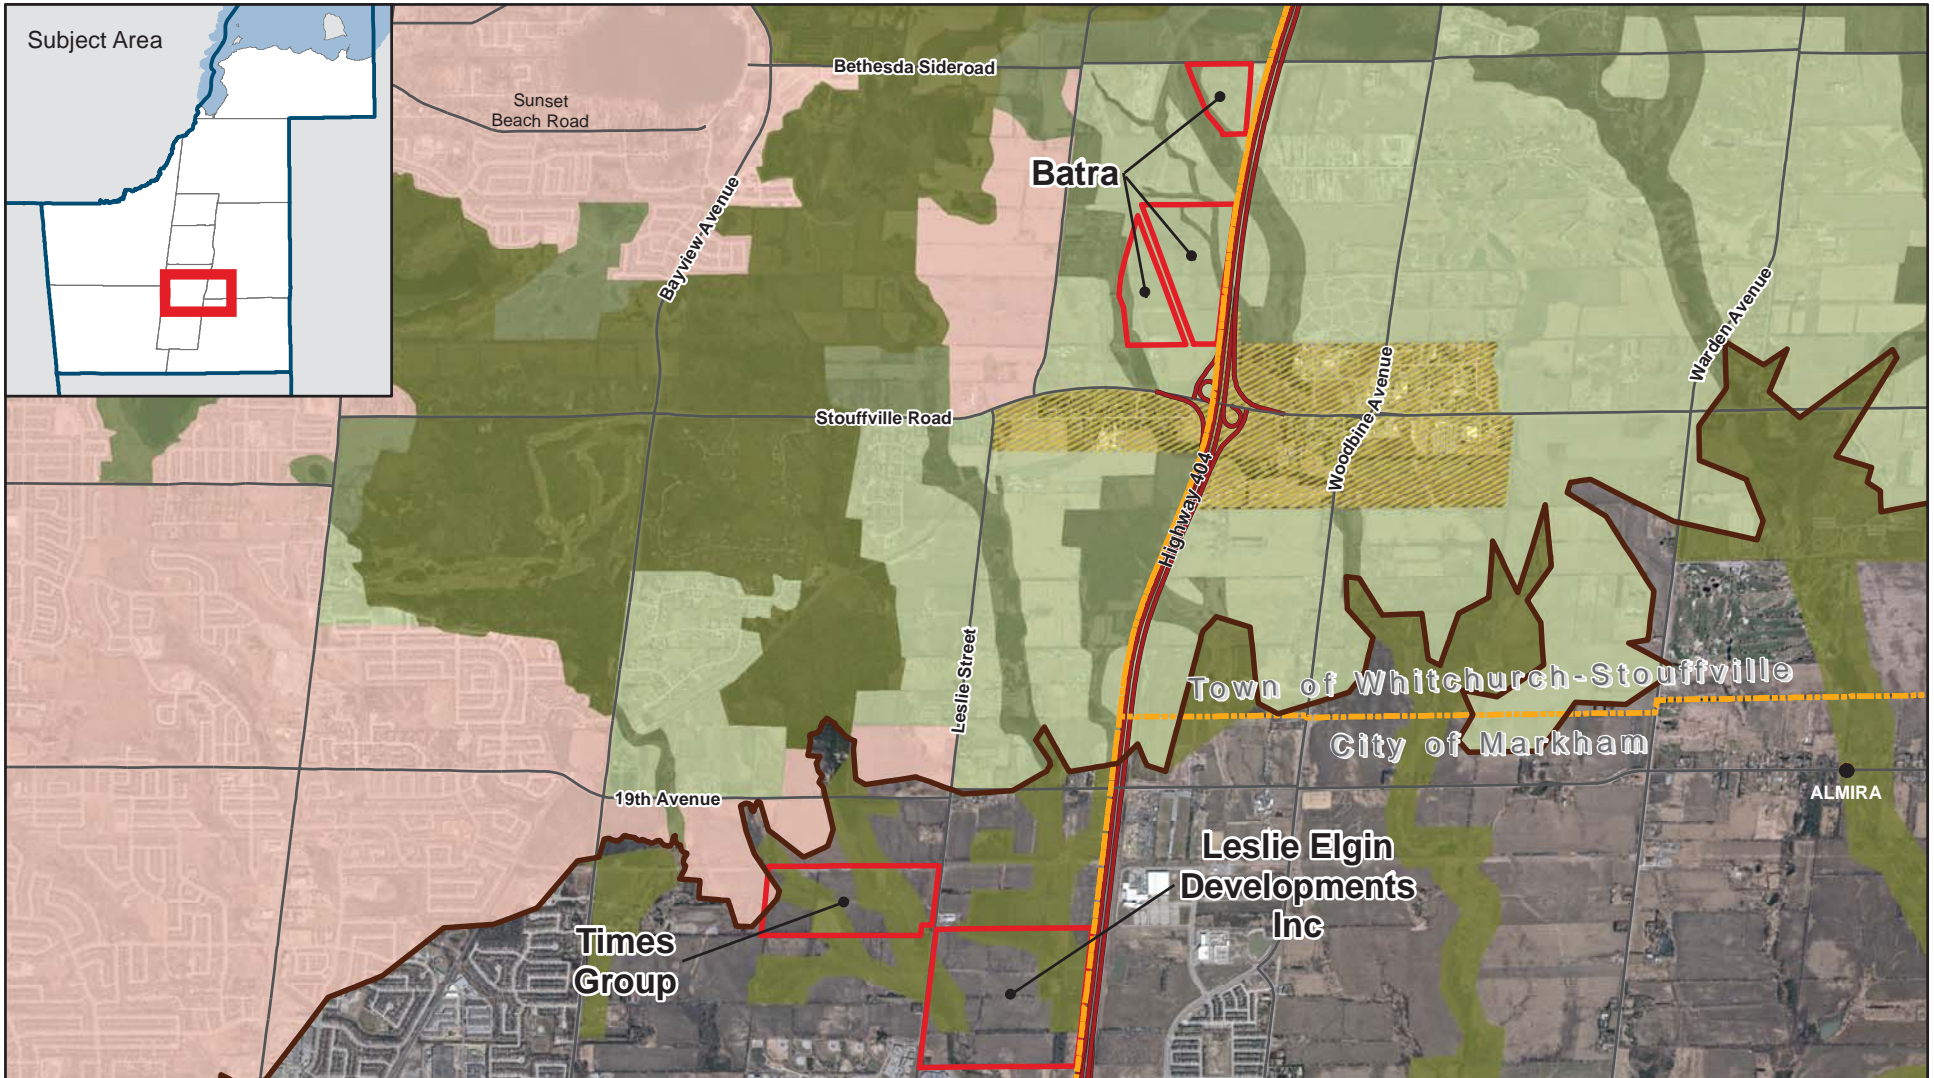 Subject Area
Sunset
Beach Road
Bethesda Sideroad
Batra
Bayview Avenue
Warden Avenue
Woodbine Avenue
Stouffville Road
Highway 404
Leslie Street
Town of Whitchurch-Stouffville
City of Markham
19th Avenue
ALMIRA
Leslie Elgin
Developments
Inc
Times
Group